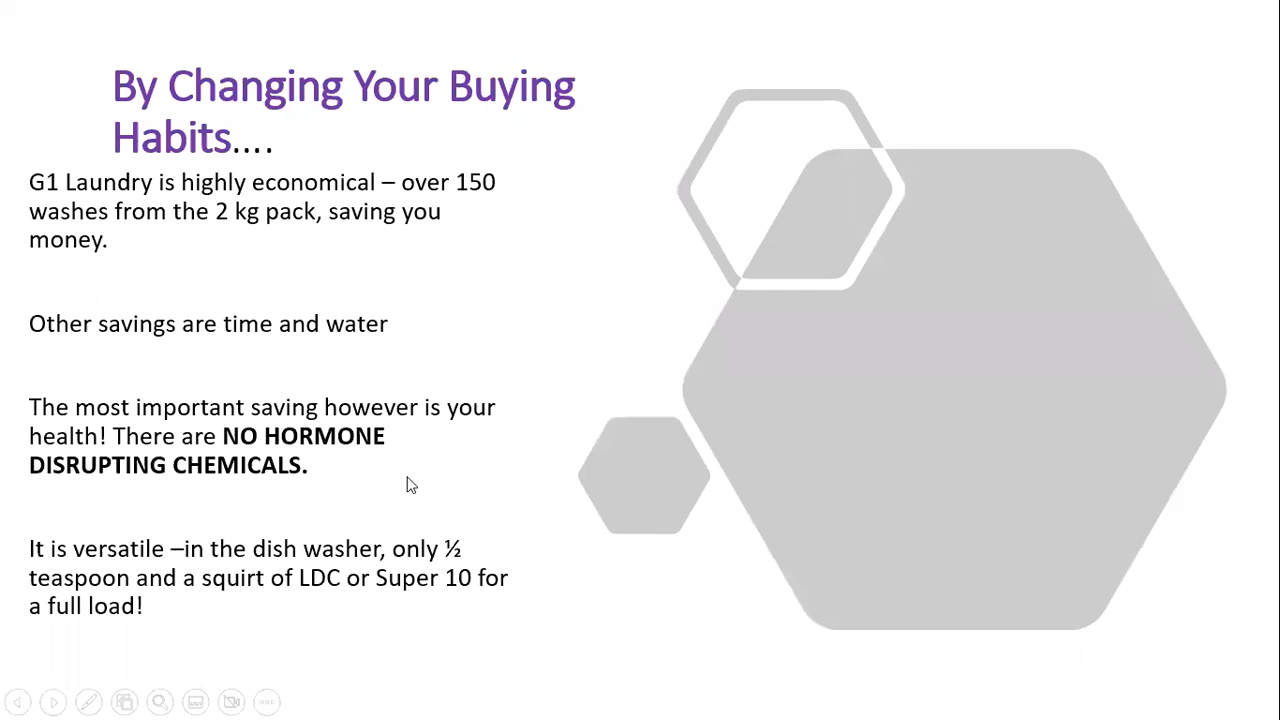 By Changing Your Buying
Habits....
G1 Laundry is highly economical – over 150
washes from the 2 kg pack, saving you
money.
Other savings are time and water
The most important saving however is your
health! There are NO HORMONE
DISRUPTING CHEMICALS.
It is versatile –in the dish washer, only ½
teaspoon and a squirt of LDC or Super 10 for
a full load!